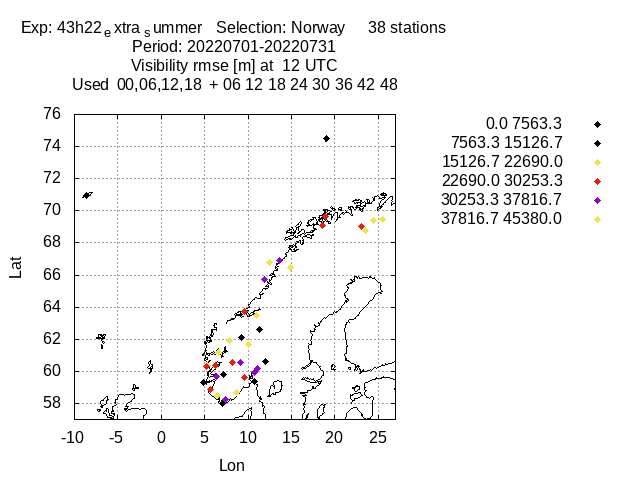 Exp: 43h22extrasummer   Selection: Norway     38 stations
Period: 20220701-20220731
Visibility rmse [m] at  12 UTC
Used  00,06,12,18  + 06 12 18 24 30 36 42 48
0.0 7563.3
7563.3 15126.7
15126.7 22690.0
22690.0 30253.3
30253.3 37816.7
37816.7 45380.0
76
74
72
70
68
66
64
62
60
58
Lat
-10 -5 0 5 10 15 20 25
Lon